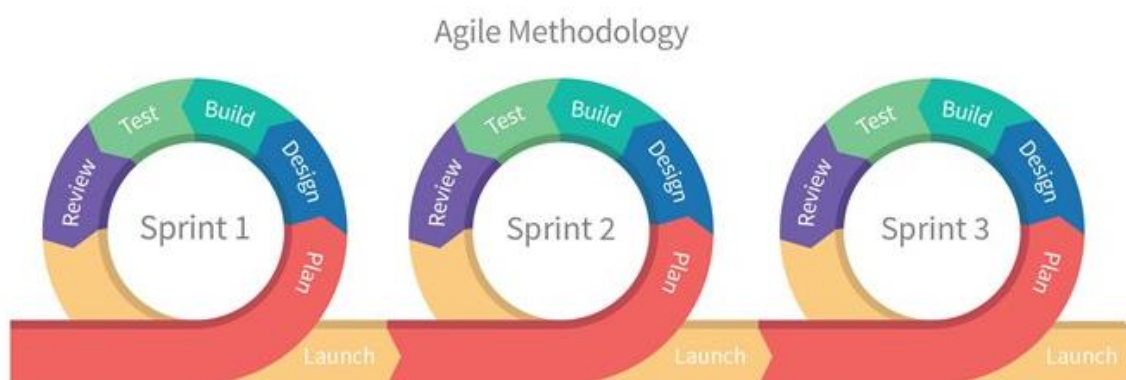 Agile Methodology
Test
Build
Review
Design
Sprint 1
Plan
Launch
Test
Build
Review
Design
Sprint 2
Plan
Launch
Test
Build
Review
Design
Sprint 3
Plan
Launch